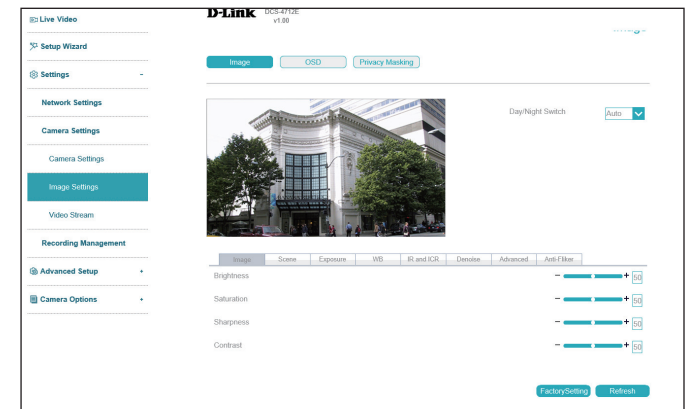 Live Video
Setup Wizard
Settings -
Network Settings
Camera Settings
Camera Settings
Image Settings
Video Stream
Recording Management
Advanced Setup +
Camera Options +
D-Link DCS-4712E
v1.00
Image OSD Privacy Masking
Day/Night Switch Auto
Image Scene Exposure WB IR and ICR Denoise Advanced Anti-Fliker
Brightness - + 50
Saturation - + 50
Sharpness - + 50
Contrast - + 50
FactorySetting Refresh